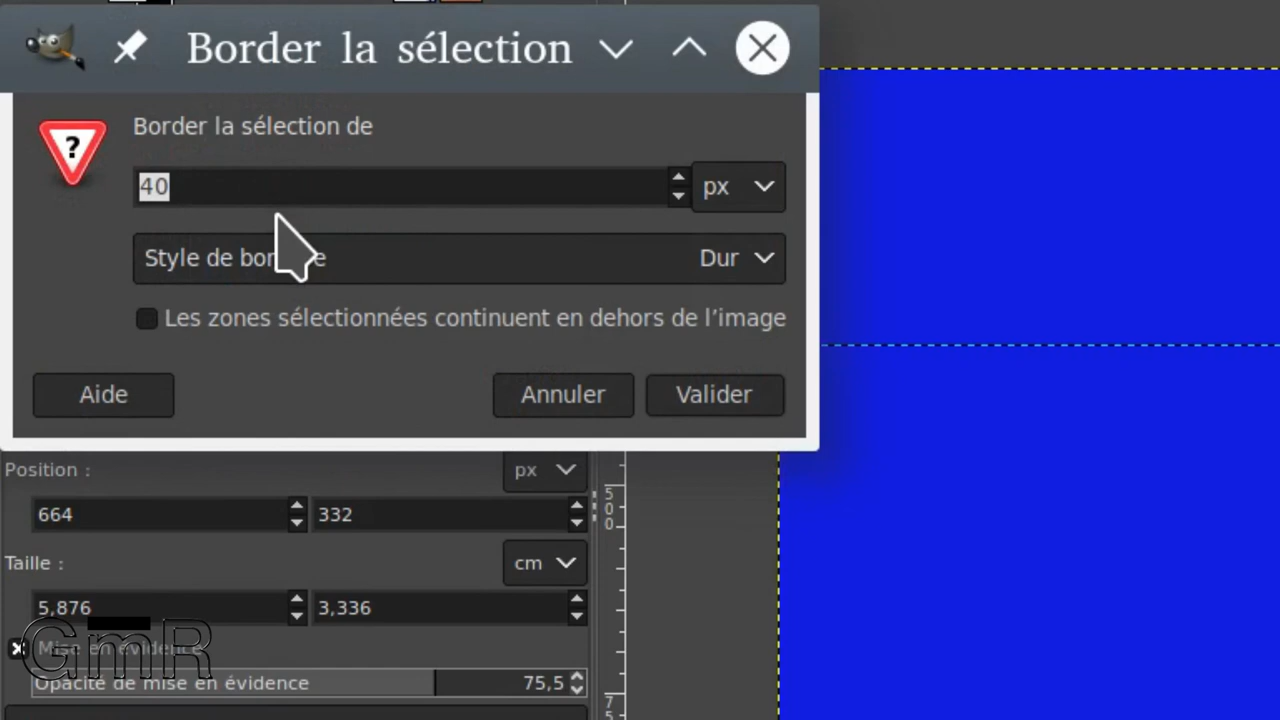 Border la sélection
Border la sélection de
40 px
Style de bor e Dur
Les zones sélectionnées continuent en dehors de l’image
Aide Annuler Valider
Position : px
664 332
Taille : cm
5,876 3,336
Mise en évidence
GmR
Opacité de mise en évidence 75,5
500
75